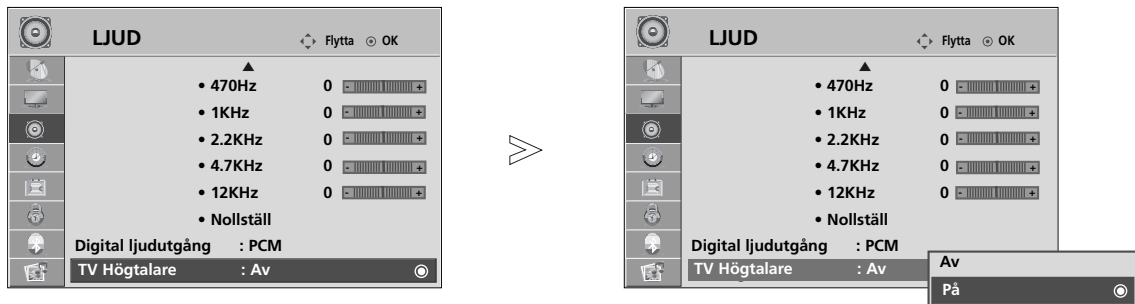 LJUD
Flytta OK
• 470Hz 0 - +
• 1KHz 0 - +
• 2.2KHz 0 - +
• 4.7KHz 0 - +
• 12KHz 0 - +
• Nollställ
Digital ljudutgång : PCM
TV Högtalare : Av
>
LJUD
Flytta OK
• 470Hz 0 - +
• 1KHz 0 - +
• 2.2KHz 0 - +
• 4.7KHz 0 - +
• 12KHz 0 - +
• Nollställ
Digital ljudutgång : PCM
TV Högtalare : Av
Av
På